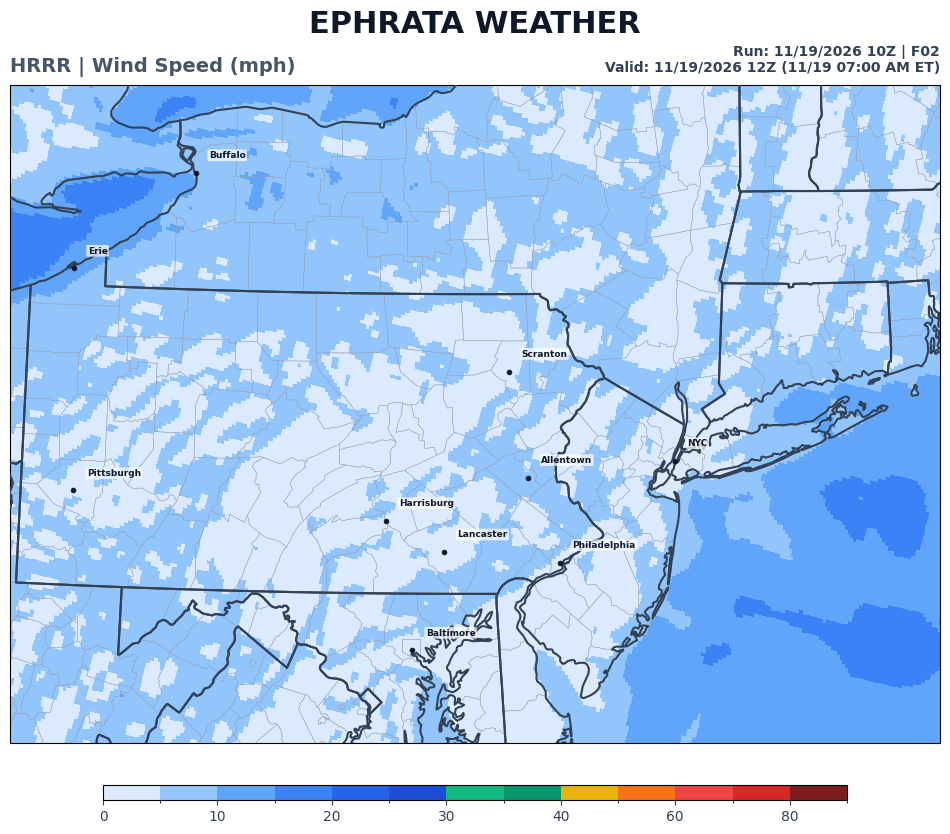 EPHRATA WEATHER
HRRR | Wind Speed (mph)
Run: 11/19/2026 10Z | F02
Valid: 11/19/2026 12Z (11/19 07:00 AM ET)
Buffalo
Erie
Scranton
NYC
Allentown
Pittsburgh
Harrisburg
Lancaster
Philadelphia
Baltimore
0 10 20 30 40 50 60 70 80